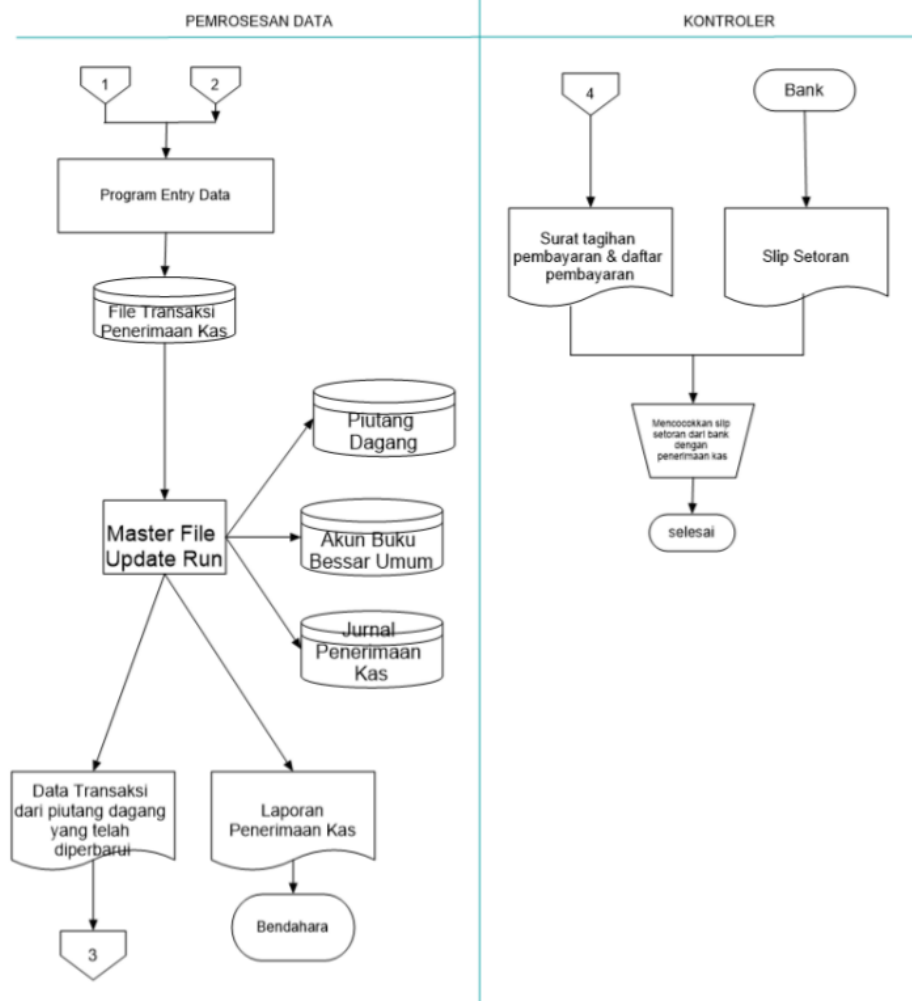 PEMROSESAN DATA
KONTROLER
1
2
Program Entry Data
File Transaksi
Penerimaan Kas
Piutang
Dagang
Master File
Update Run
Akun Buku
Bessar Umum
Jurnal
Penerimaan
Kas
Data Transaksi
dari piutang dagang
yang telah
diperbarui
Laporan
Penerimaan Kas
3
Bendahara
4
Bank
Surat tagihan
pembayaran & daftar
pembayaran
Slip Setoran
Mencocokkan slip
setoran dari bank
dengan
penerimaan kas
selesai